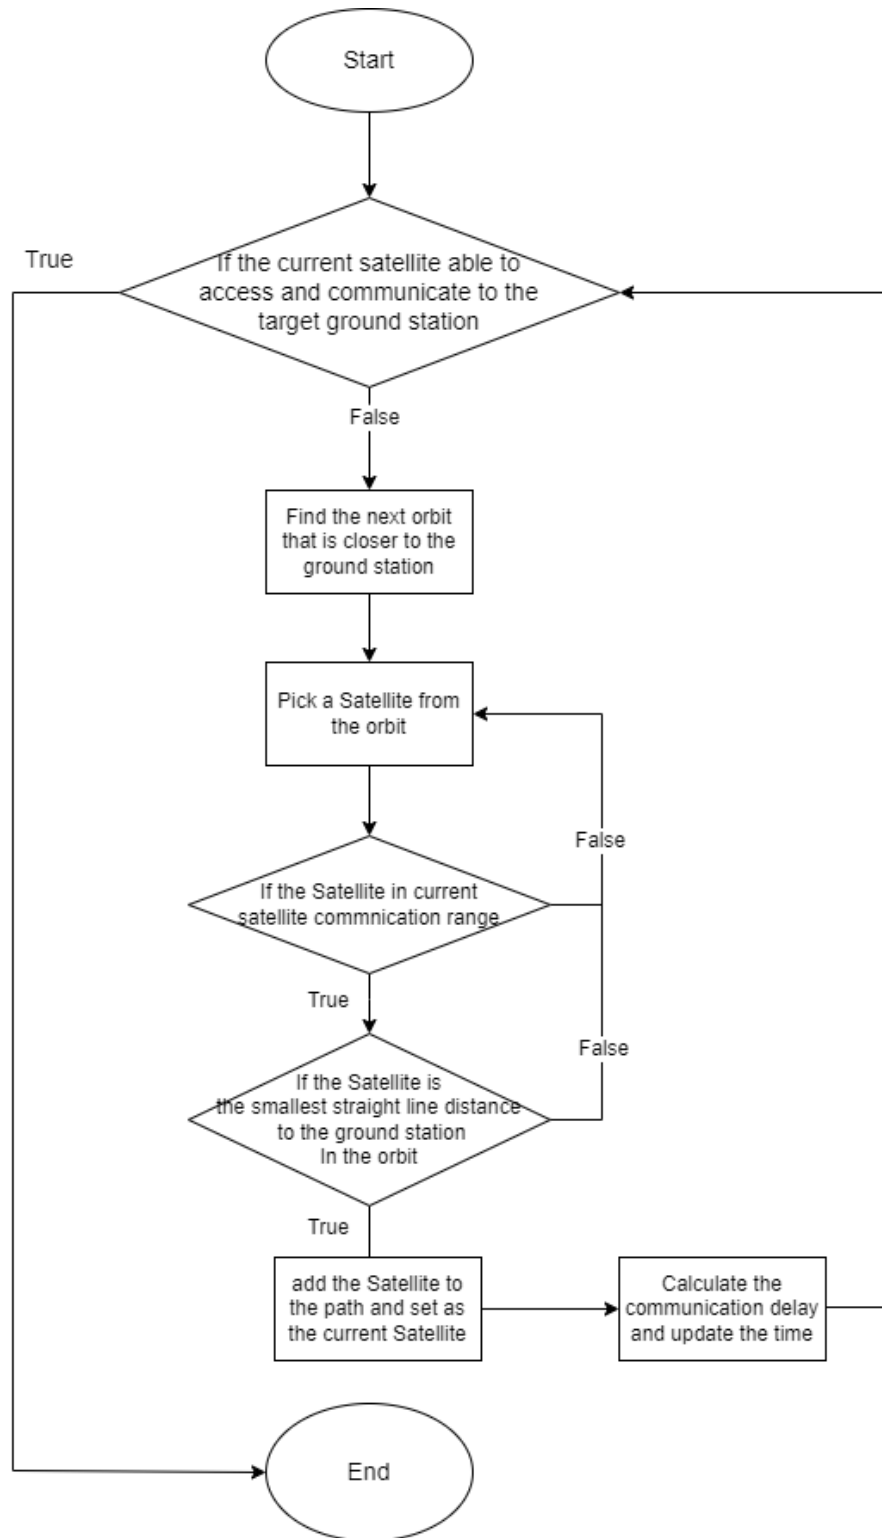 Start
True
If the current satellite able to
access and communicate to the
target ground station
False
Find the next orbit
that is closer to the
ground station
Pick a Satellite from
the orbit
False
If the Satellite in current
satellite commnication range
True
False
If the Satellite is
the smallest straight line distance
to the ground station
In the orbit
True
add the Satellite to
the path and set as
the current Satellite
Calculate the
communication delay
and update the time
End